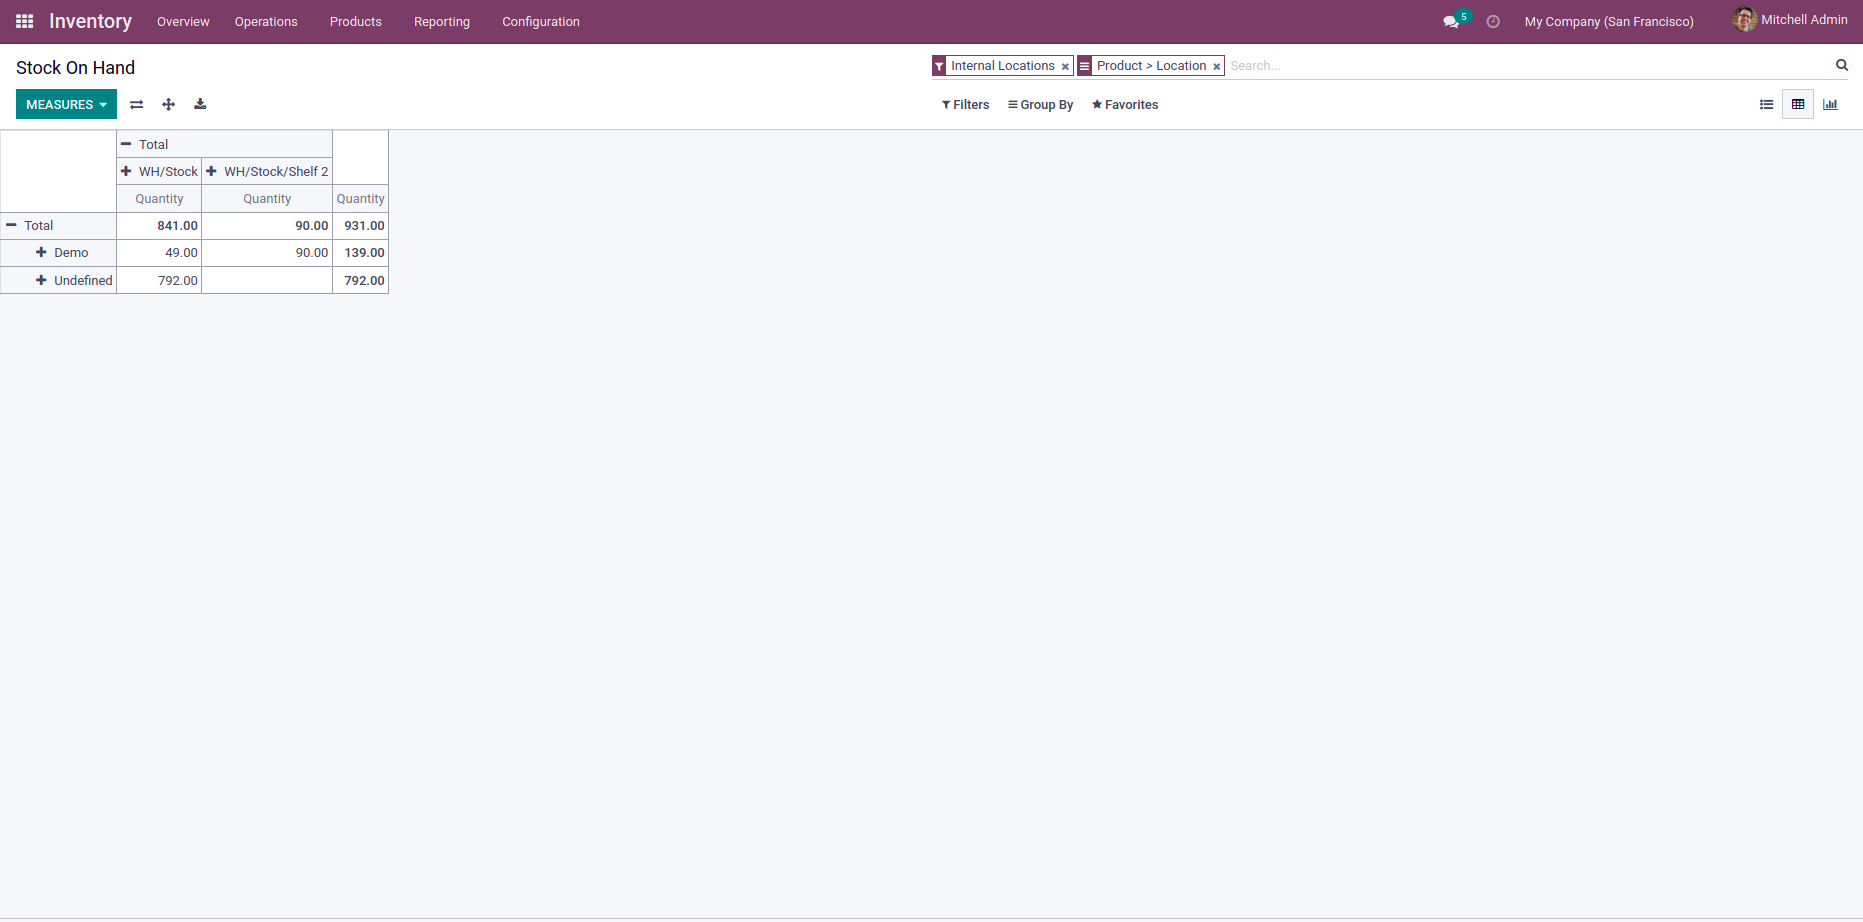 Inventory Overview Operations Products Reporting Configuration 5 My Company (San Francisco) Mitchell Admin
Stock On Hand Internal Locations × Product > Location × Search...
MEASURES Filters Group By Favorites
Total
WH/Stock WH/Stock/Shelf 2
Quantity Quantity Quantity
Total 841.00 90.00 931.00
Demo 49.00 90.00 139.00
Undefined 792.00 792.00